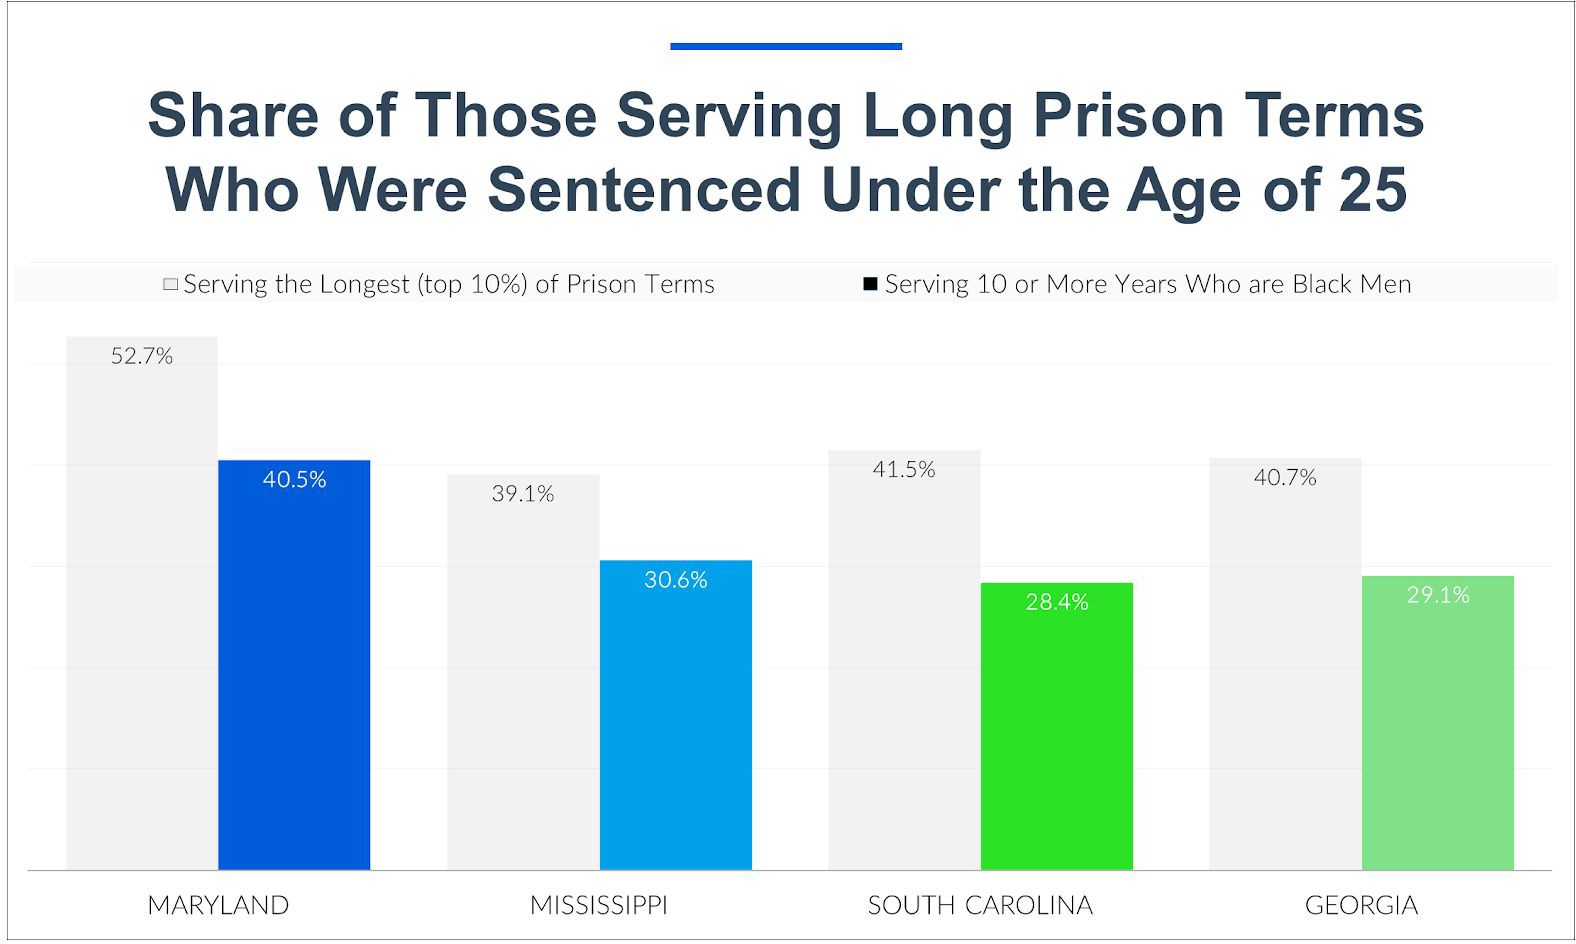 Share of Those Serving Long Prison Terms
Who Were Sentenced Under the Age of 25
Serving the Longest (top 10%) of Prison Terms
Serving 10 or More Years Who are Black Men
52.7%
40.5%
39.1%
30.6%
41.5%
28.4%
40.7%
29.1%
MARYLAND
MISSISSIPPI
SOUTH CAROLINA
GEORGIA